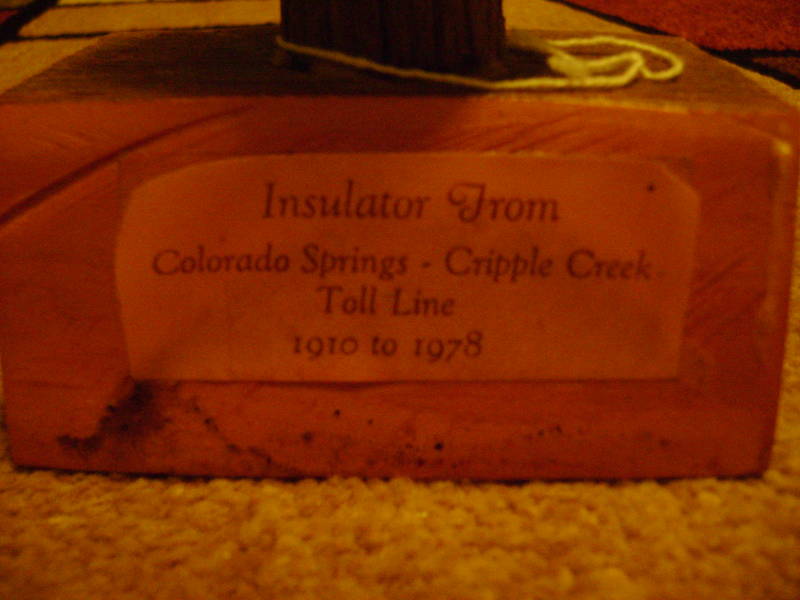 Insulator From
Colorado Springs - Cripple Creek
Toll Line
1910 to 1978